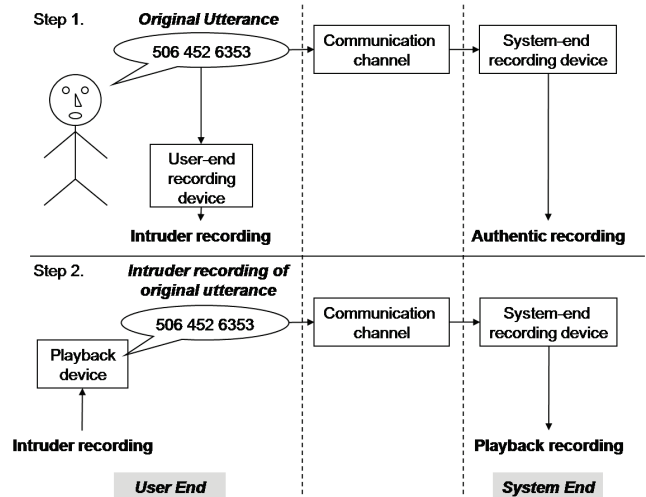 Step 1.
Original Utterance
506 452 6353
Communication
channel
System-end
recording device
User-end
recording
device
Intruder recording
Authentic recording
Step 2.
Intruder recording of
original utterance
506 452 6353
Communication
channel
System-end
recording device
Playback
device
Intruder recording
Playback recording
User End
System End